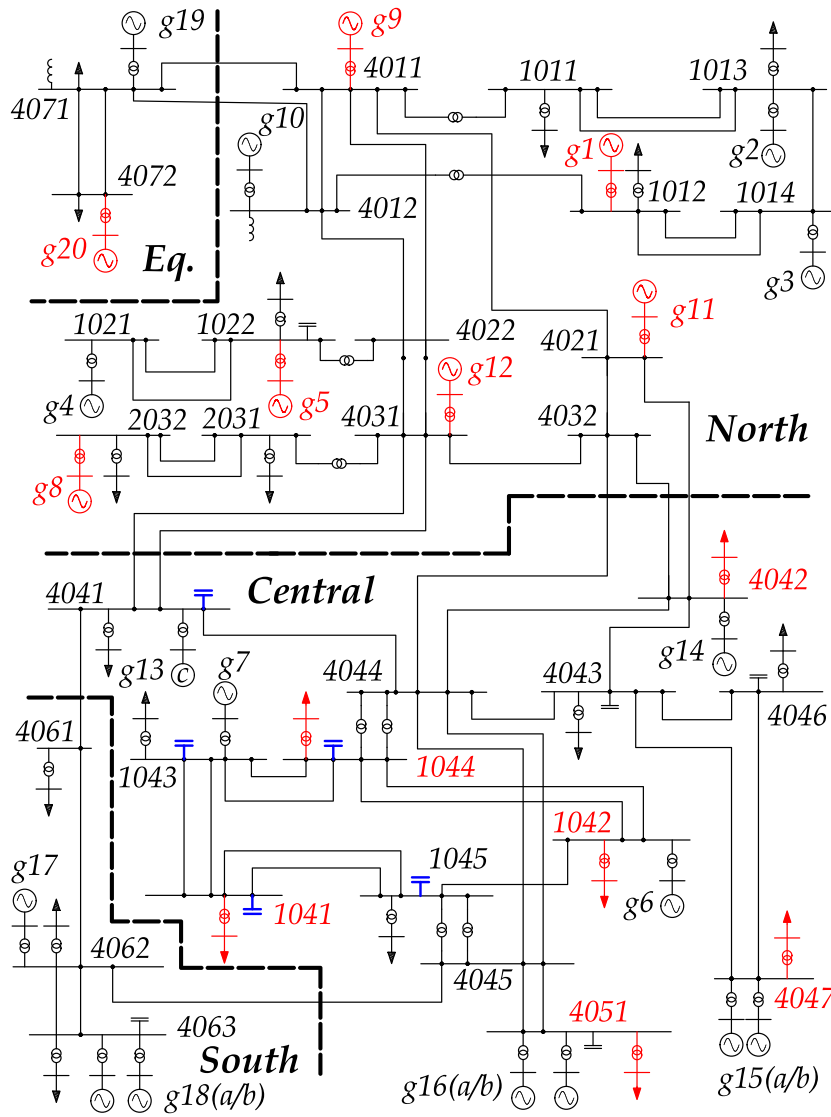 g19
g9
4011
1011
1013
4071
g10
g1
g2
4072
4012
1012
1014
g20
Eq.
g3
g11
1021
1022
4022
4021
g12
g4
g5
2032
2031
4031
4032
North
g8
Central
4042
4041
g13
c
g7
g14
4044
4043
4046
4061
1043
1044
1042
g17
1045
1041
g6
4062
4045
4047
4063
4051
South
g18(a/b)
g16(a/b)
g15(a/b)